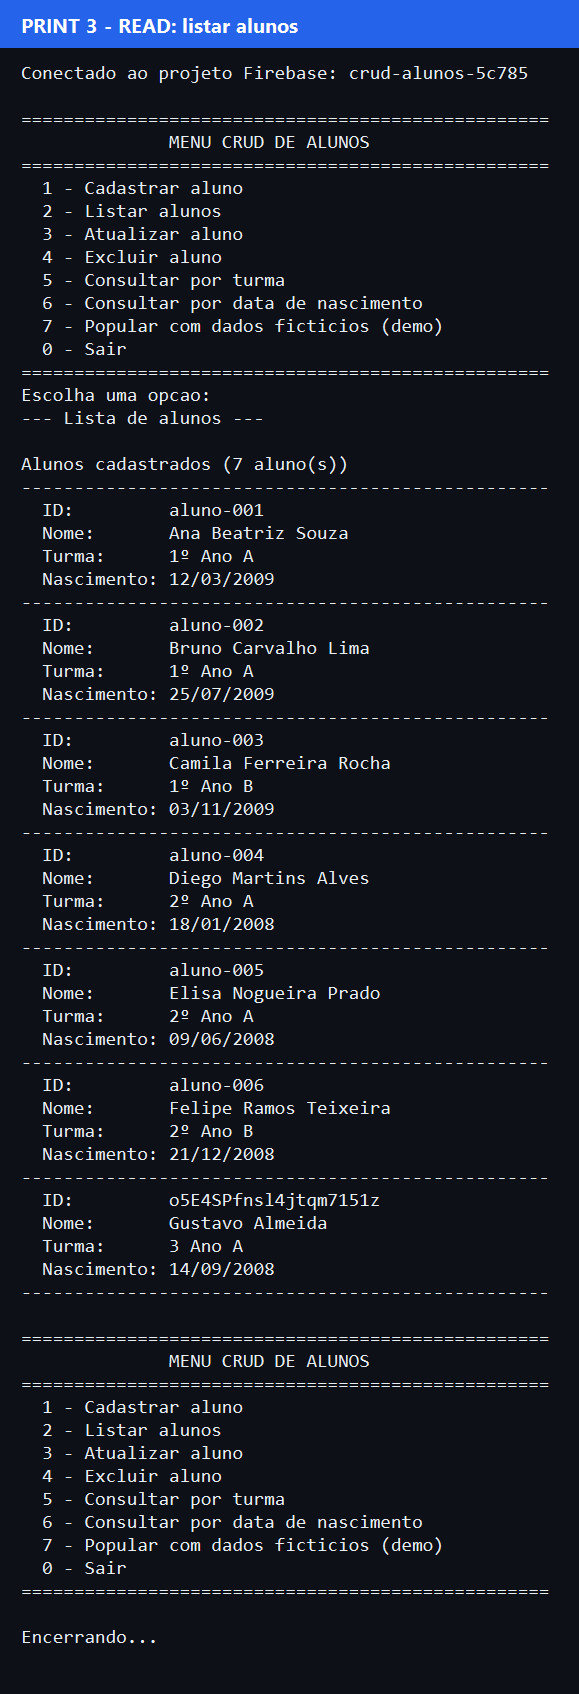 PRINT 3 - READ: listar alunos
Conectado ao projeto Firebase: crud-alunos-5c785
==================================================
MENU CRUD DE ALUNOS
==================================================
1 - Cadastrar aluno
2 - Listar alunos
3 - Atualizar aluno
4 - Excluir aluno
5 - Consultar por turma
6 - Consultar por data de nascimento
7 - Popular com dados ficticios (demo)
0 - Sair
==================================================
Escolha uma opcao:
--- Lista de alunos ---
Alunos cadastrados (7 aluno(s))
--------------------------------------------------
ID: aluno-001
Nome: Ana Beatriz Souza
Turma: 1º Ano A
Nascimento: 12/03/2009
--------------------------------------------------
ID: aluno-002
Nome: Bruno Carvalho Lima
Turma: 1º Ano A
Nascimento: 25/07/2009
--------------------------------------------------
ID: aluno-003
Nome: Camila Ferreira Rocha
Turma: 1º Ano B
Nascimento: 03/11/2009
--------------------------------------------------
ID: aluno-004
Nome: Diego Martins Alves
Turma: 2º Ano A
Nascimento: 18/01/2008
--------------------------------------------------
ID: aluno-005
Nome: Elisa Nogueira Prado
Turma: 2º Ano A
Nascimento: 09/06/2008
--------------------------------------------------
ID: aluno-006
Nome: Felipe Ramos Teixeira
Turma: 2º Ano B
Nascimento: 21/12/2008
--------------------------------------------------
ID: o5E4SPfnsl4jtqm7151z
Nome: Gustavo Almeida
Turma: 3 Ano A
Nascimento: 14/09/2008
--------------------------------------------------
==================================================
MENU CRUD DE ALUNOS
==================================================
1 - Cadastrar aluno
2 - Listar alunos
3 - Atualizar aluno
4 - Excluir aluno
5 - Consultar por turma
6 - Consultar por data de nascimento
7 - Popular com dados ficticios (demo)
0 - Sair
==================================================
Encerrando...